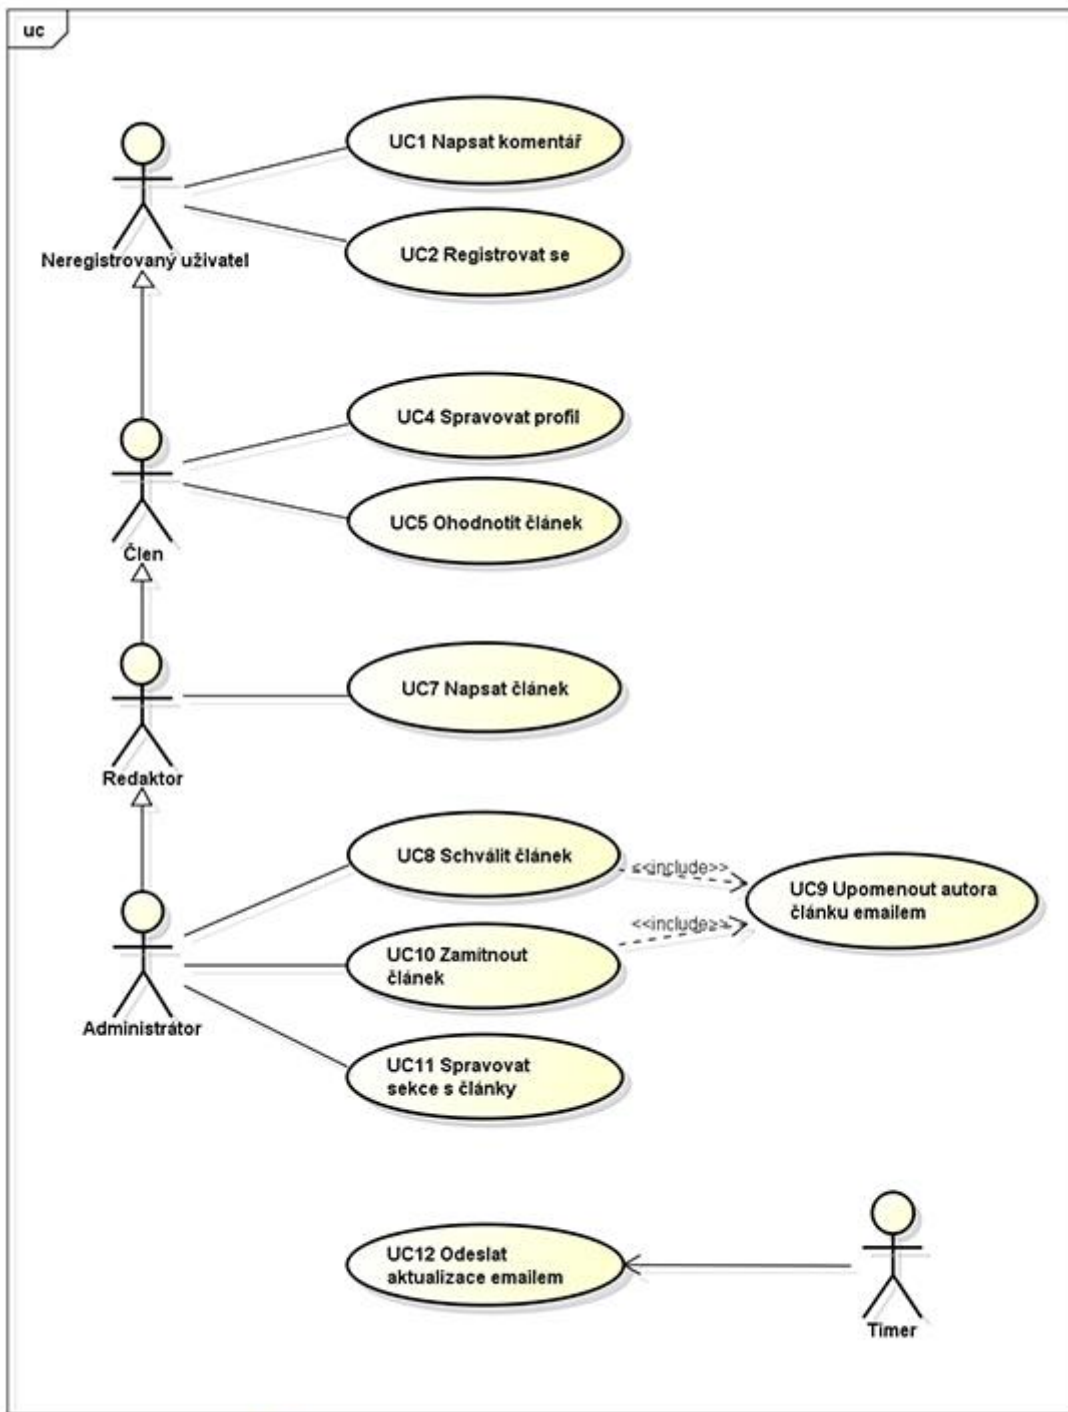 uc
UC1 Napsat komentář
UC2 Registrovat se
Neregistrovaný uživatel
UC4 Spravovat profil
UC5 Ohodnotit článek
Člen
UC7 Napsat článek
Redaktor
UC8 Schválit článek
<<include>>
UC9 Upomenout autora
článku emailem
<<include>>
UC10 Zamítnout
článek
Administrátor
UC11 Spravovat
sekce s články
UC12 Odeslat
aktualizace emailem
Timer